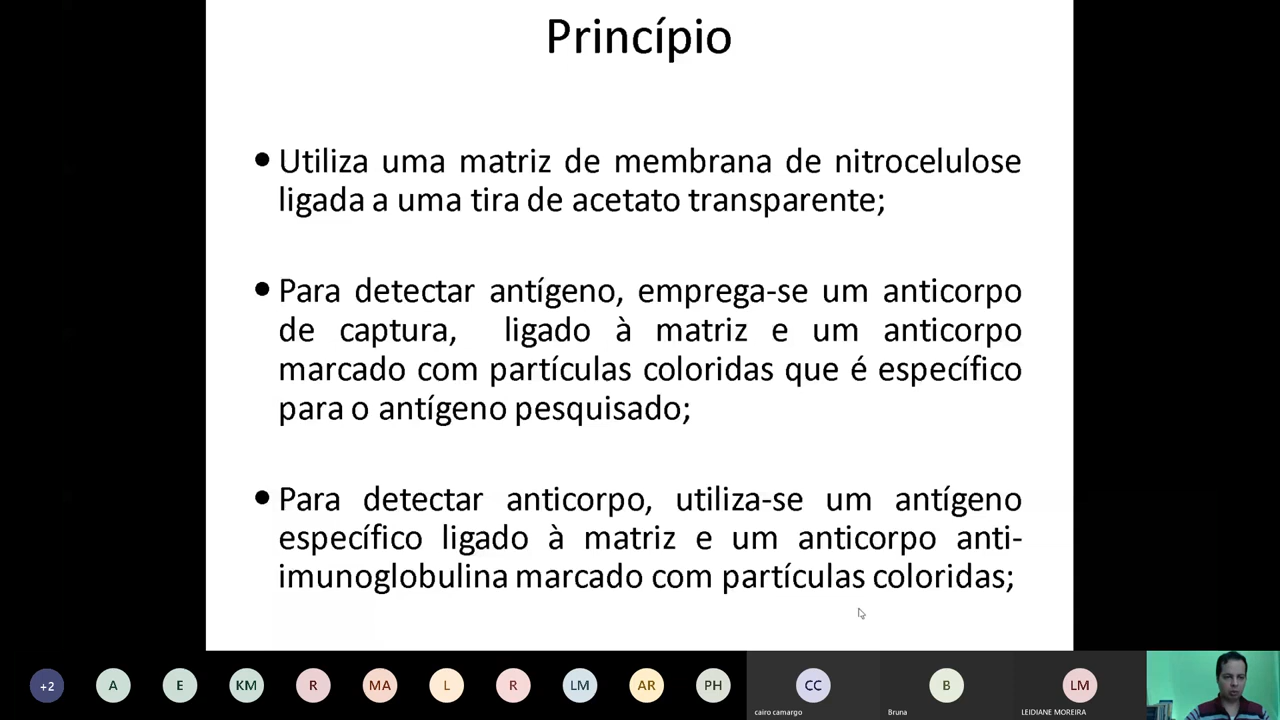 Princípio
• Utiliza uma matriz de membrana de nitrocelulose
ligada a uma tira de acetato transparente;
• Para detectar antígeno, emprega-se um anticorpo
de captura, ligado à matriz e um anticorpo
marcado com partículas coloridas que é específico
para o antígeno pesquisado;
• Para detectar anticorpo, utiliza-se um antígeno
específico ligado à matriz e um anticorpo anti-
imunoglobulina marcado com partículas coloridas;
+2 A E KM R MA L R LM AR PH CC B LM
cairo camargo Bruna LEIDIANE MOREIRA